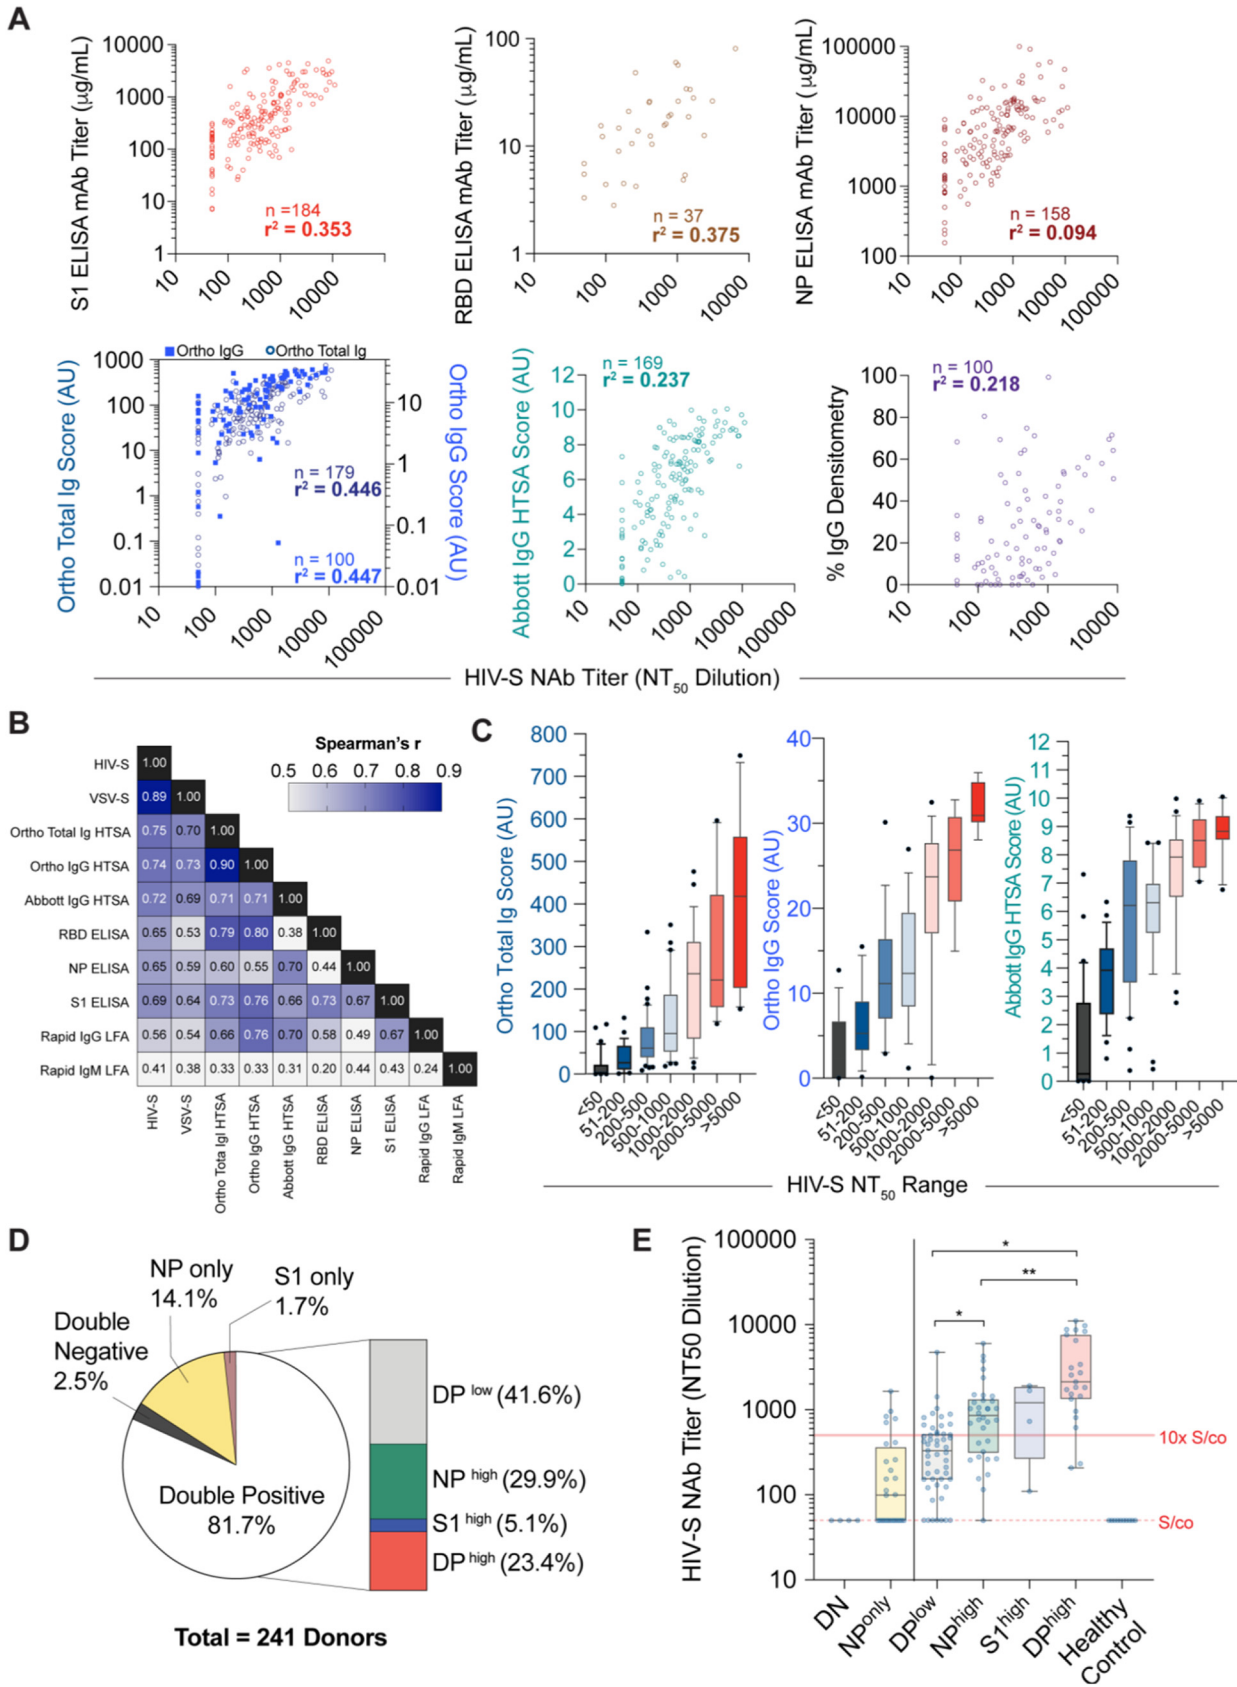 A
S1 ELISA mAb Titer (μg/mL)
10000
1000
100
10
1
n =184
r² = 0.353
10 100 1000 10000
RBD ELISA mAb Titer (μg/mL)
100
10
1
n = 37
r² = 0.375
10 100 1000 10000
NP ELISA mAb Titer (μg/mL)
100000
10000
1000
100
n = 158
r² = 0.094
10 100 1000 10000 100000
Ortho IgG Ortho Total Ig
Ortho Total Ig Score (AU)
1000
100
10
1
0.1
0.01
n = 179
r² = 0.446
n = 100
r² = 0.447
10
1
0.1
0.01
Ortho IgG Score (AU)
10 100 1000 10000 100000
Abbott IgG HTSA Score (AU)
n = 169
r² = 0.237
12
10
8
6
4
2
0
10 100 1000 10000 100000
% IgG Densitometry
n = 100
r² = 0.218
100
80
60
40
20
0
10 100 1000 10000
HIV-S NAb Titer (NT₅₀ Dilution)
B
Spearman's r
0.5 0.6 0.7 0.8 0.9
HIV-S 1.00
VSV-S 0.89 1.00
Ortho Total Ig HTSA 0.75 0.70 1.00
Ortho IgG HTSA 0.74 0.73 0.90 1.00
Abbott IgG HTSA 0.72 0.69 0.71 0.71 1.00
RBD ELISA 0.65 0.53 0.79 0.80 0.38 1.00
NP ELISA 0.65 0.59 0.60 0.55 0.70 0.44 1.00
S1 ELISA 0.69 0.64 0.73 0.76 0.66 0.73 0.67 1.00
Rapid IgG LFA 0.56 0.54 0.66 0.76 0.70 0.58 0.49 0.67 1.00
Rapid IgM LFA 0.41 0.38 0.33 0.33 0.31 0.20 0.44 0.43 0.24 1.00
HIV-S
VSV-S
Ortho Tota Igl HTSA
Ortho IgG HTSA
Abbott IgG HTSA
RBD ELISA
NP ELISA
S1 ELISA
Rapid IgG LFA
Rapid IgM LFA
C
Ortho Total Ig Score (AU)
800
700
600
500
400
300
200
100
0
<50 51-200 200-500 500-1000 1000-2000 2000-5000 >5000
Ortho IgG Score (AU)
40
30
20
10
0
<50 51-200 200-500 500-1000 1000-2000 2000-5000 >5000
Abbott IgG HTSA Score (AU)
12
11
10
9
8
7
6
5
4
3
2
1
0
<50 51-200 200-500 500-1000 1000-2000 2000-5000 >5000
HIV-S NT₅₀ Range
D
NP only
14.1%
S1 only
1.7%
Double
Negative
2.5%
Double Positive
81.7%
DP low (41.6%)
NP high (29.9%)
S1 high (5.1%)
DP high (23.4%)
Total = 241 Donors
E
HIV-S NAb Titer (NT50 Dilution)
100000
10000
1000
100
10
*
**
*
10x S/co
S/co
DN
NPonly
DPlow
NPhigh
S1high
DPhigh
Healthy
Control